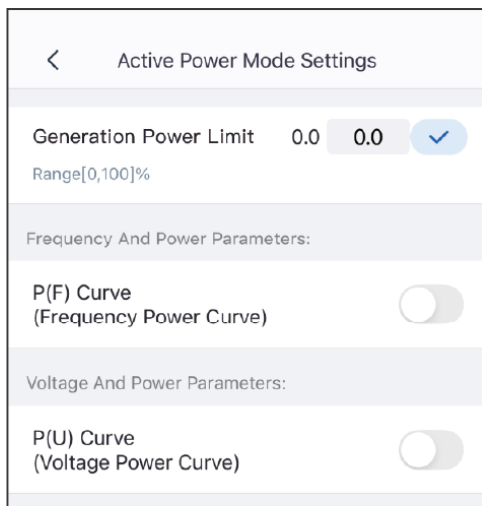 Active Power Mode Settings
Generation Power Limit 0.0 0.0
Range[0,100]%
Frequency And Power Parameters:
P(F) Curve
(Frequency Power Curve)
Voltage And Power Parameters:
P(U) Curve
(Voltage Power Curve)